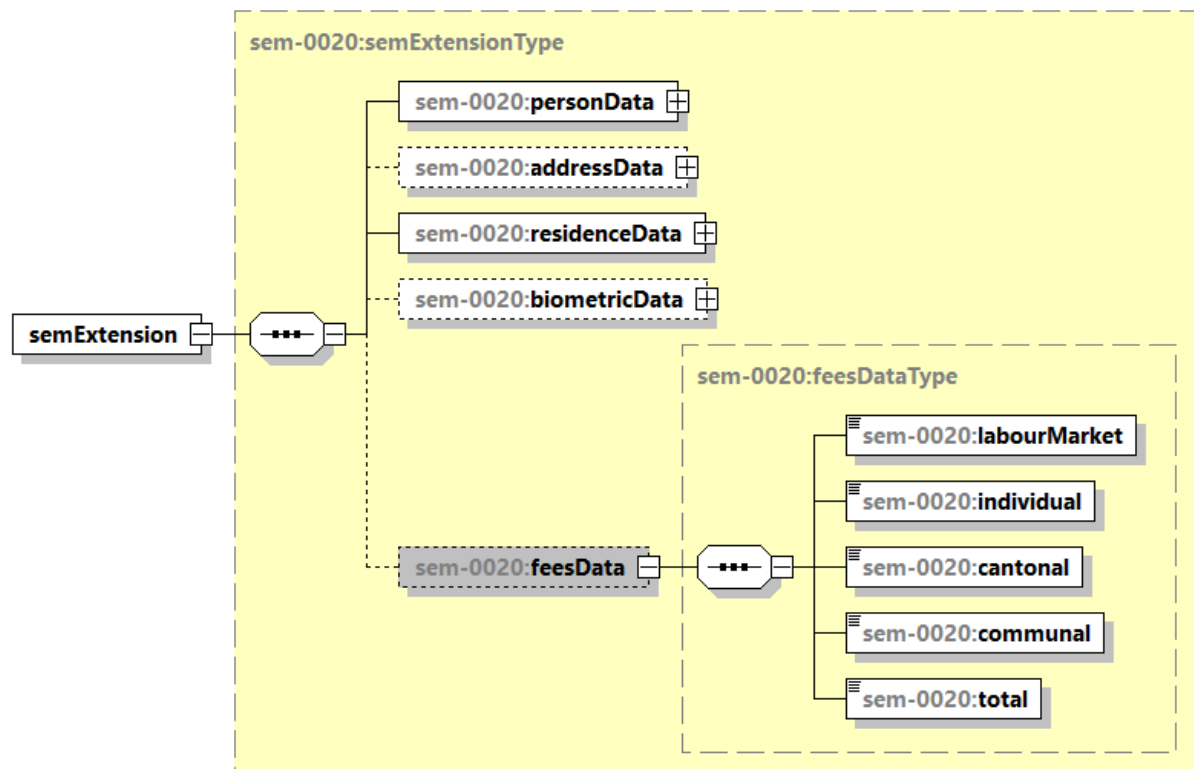 sem-0020:semExtensionType
sem-0020:personData
sem-0020:addressData
sem-0020:residenceData
sem-0020:biometricData
semExtension
sem-0020:feesDataType
sem-0020:labourMarket
sem-0020:individual
sem-0020:feesData
sem-0020:cantonal
sem-0020:communal
sem-0020:total